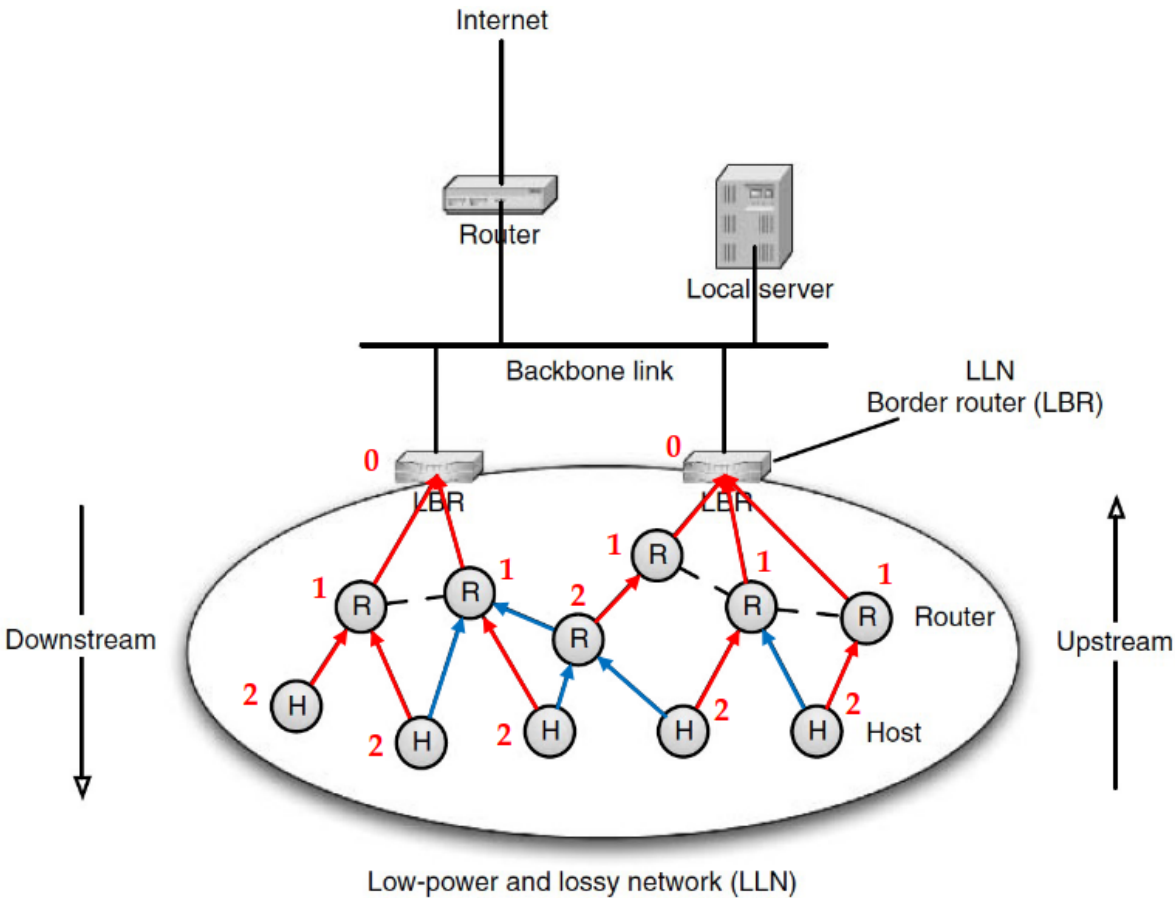 Internet
Router
Local server
Backbone link
LLN
Border router (LBR)
0
0
LBR
LBR
1
R
1
R
1
R
2
R
1
R
1
R
Router
Downstream
Upstream
2
H
2
H
2
H
2
H
2
H
Host
Low-power and lossy network (LLN)